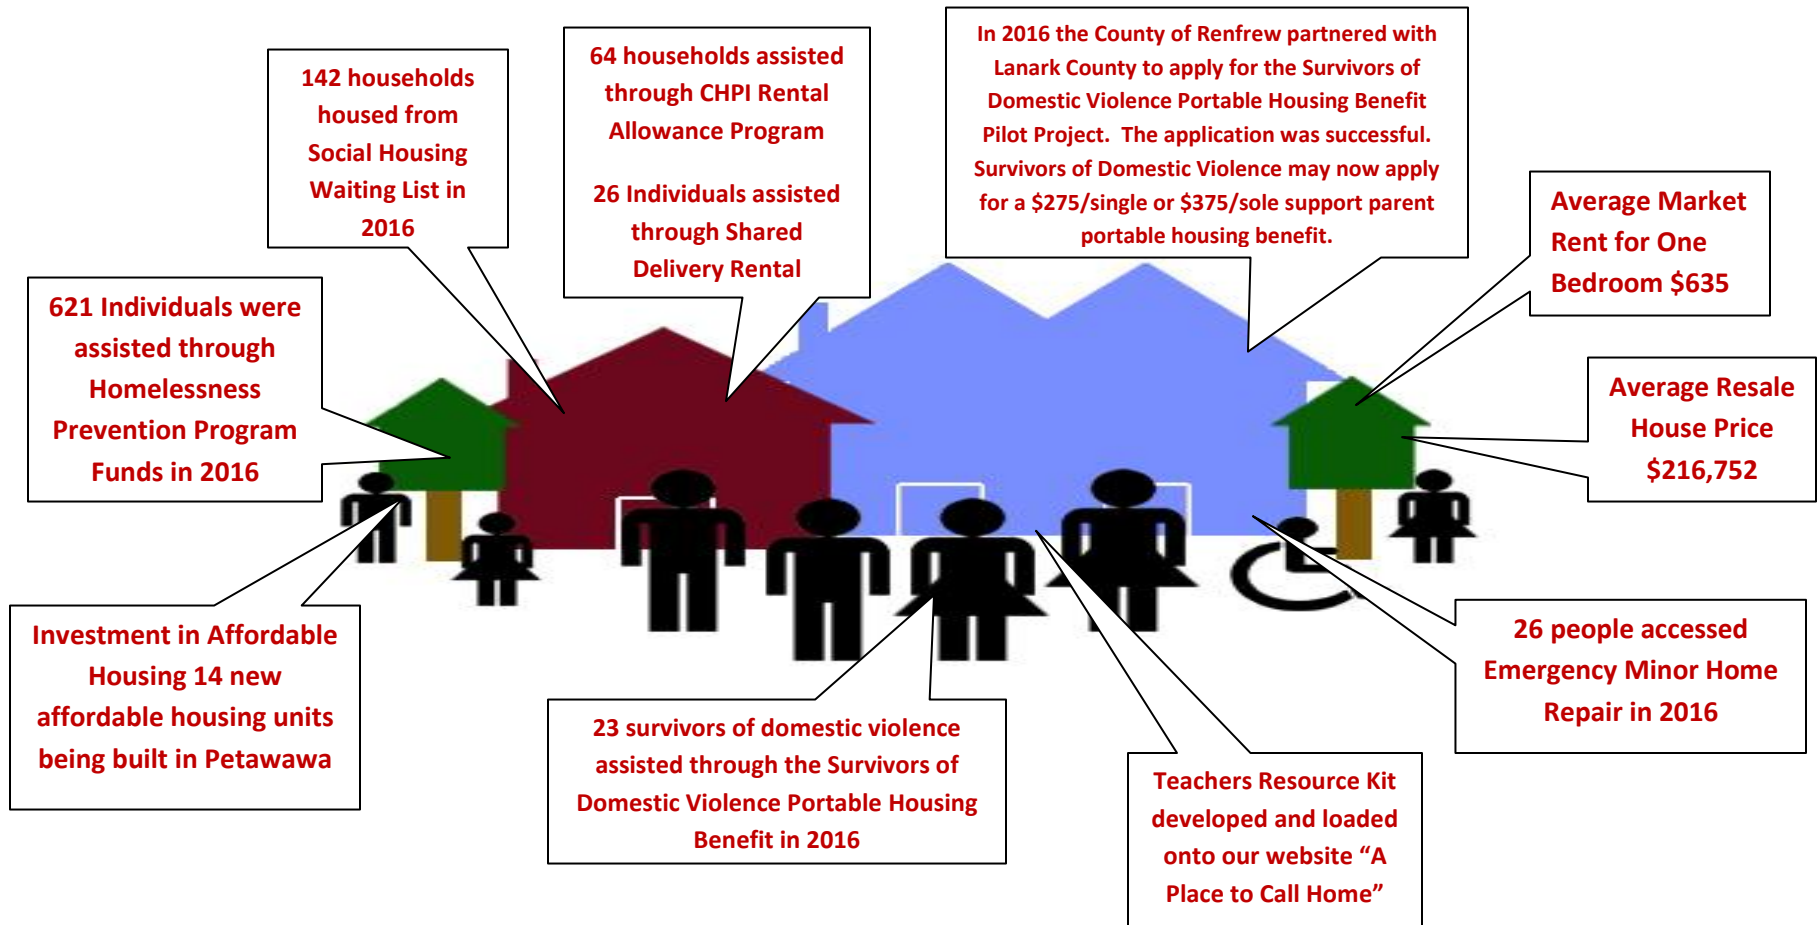 142 households
housed from
Social Housing
Waiting List in
2016
64 households assisted
through CHPI Rental
Allowance Program
26 Individuals assisted
through Shared
Delivery Rental
In 2016 the County of Renfrew partnered with
Lanark County to apply for the Survivors of
Domestic Violence Portable Housing Benefit
Pilot Project.  The application was successful.
Survivors of Domestic Violence may now apply
for a $275/single or $375/sole support parent
portable housing benefit.
Average Market
Rent for One
Bedroom $635
621 Individuals were
assisted through
Homelessness
Prevention Program
Funds in 2016
Average Resale
House Price
$216,752
Investment in Affordable
Housing 14 new
affordable housing units
being built in Petawawa
23 survivors of domestic violence
assisted through the Survivors of
Domestic Violence Portable Housing
Benefit in 2016
Teachers Resource Kit
developed and loaded
onto our website “A
Place to Call Home”
26 people accessed
Emergency Minor Home
Repair in 2016